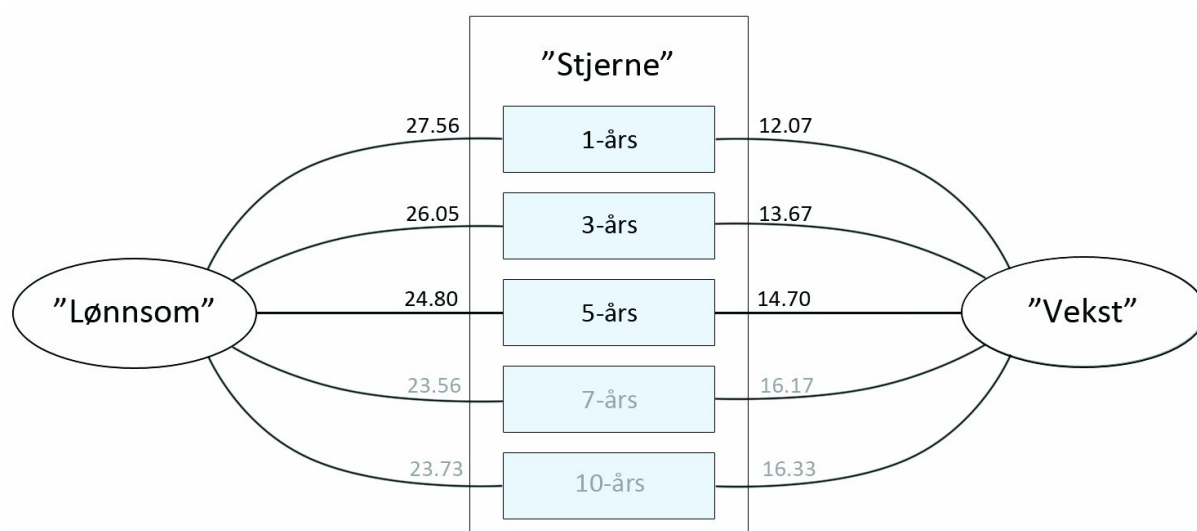 ”Stjerne”
27.56 1-års 12.07
26.05 3-års 13.67
”Lønnsom” 24.80 5-års 14.70 ”Vekst”
23.56 7-års 16.17
23.73 10-års 16.33